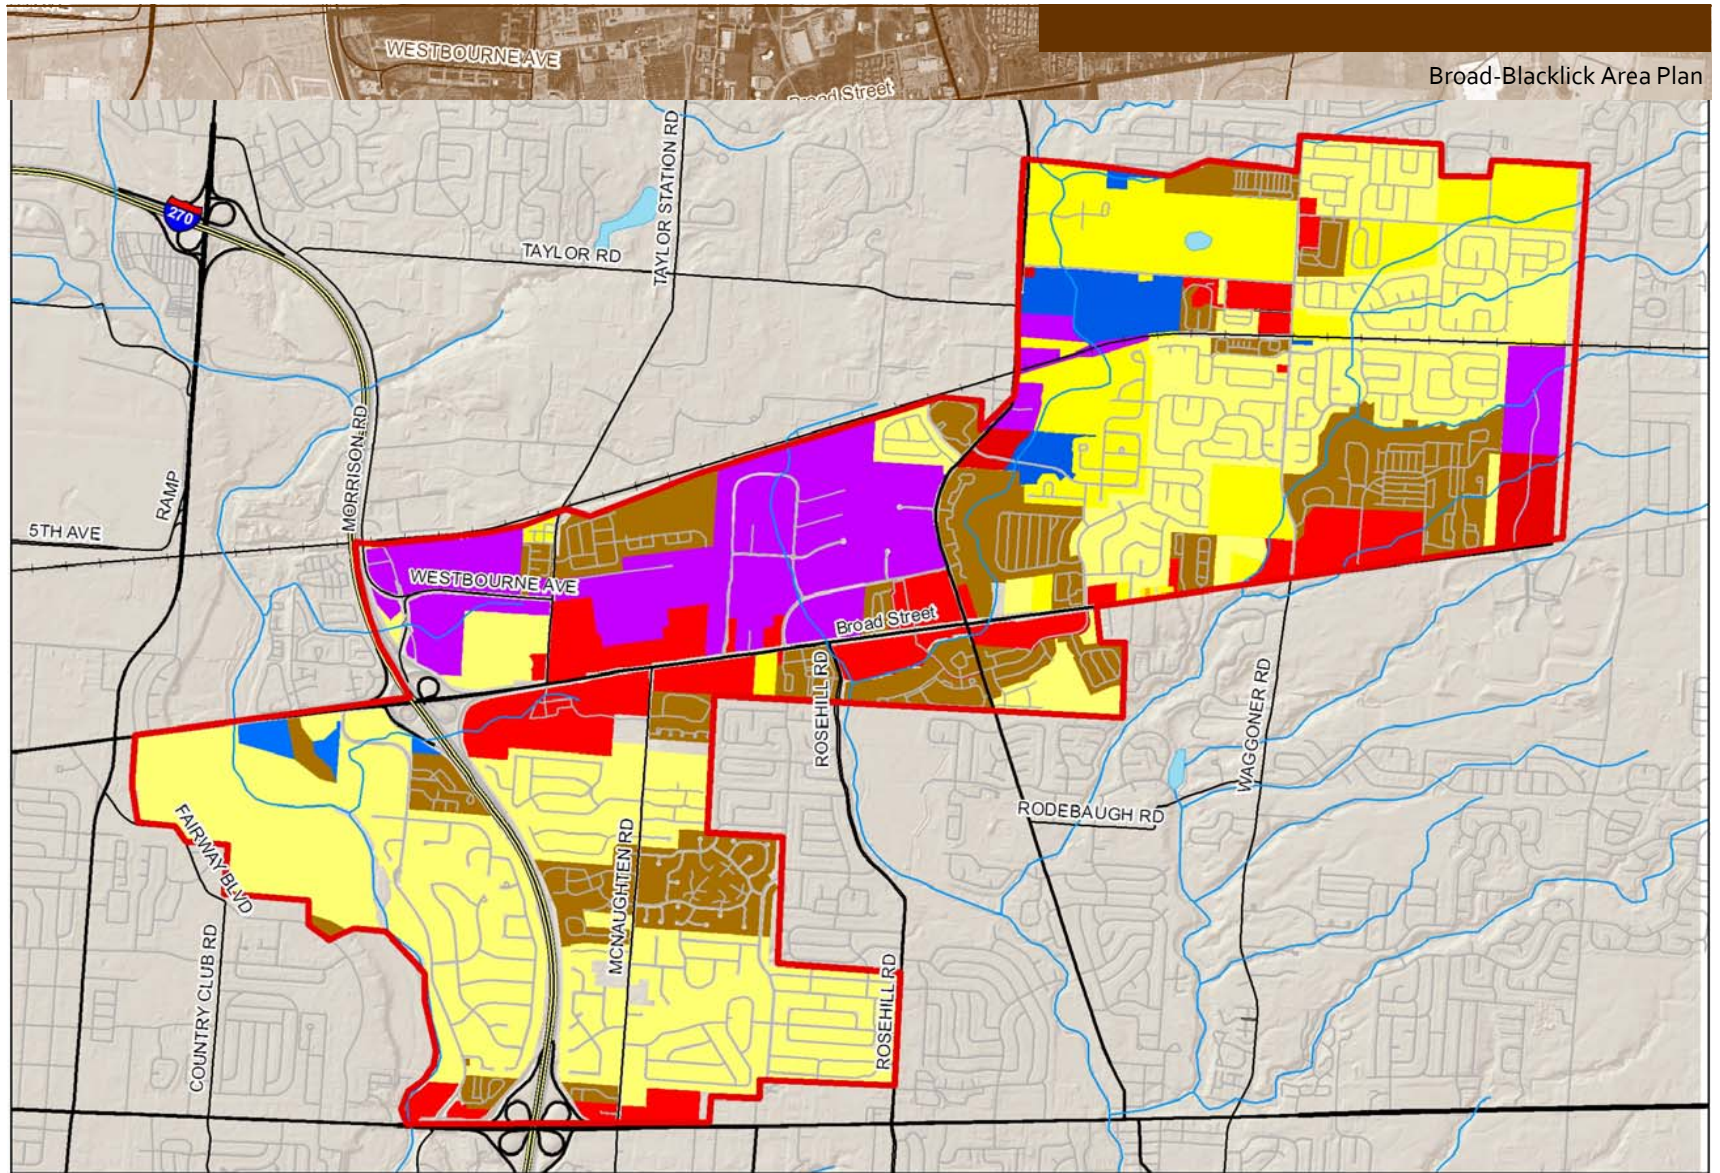 WESTBOURNE AVE
Broad-Blacklick Area Plan
Broad Street
TAYLOR STATION RD
270
TAYLOR RD
MORRISON RD
RAMP
5TH AVE
WESTBOURNE AVE
Broad Street
ROSEHILL RD
WAGGONER RD
RODEBAUGH RD
FAIRWAY BLVD
MCNAUGHTEN RD
COUNTRY CLUB RD
ROSEHILL RD